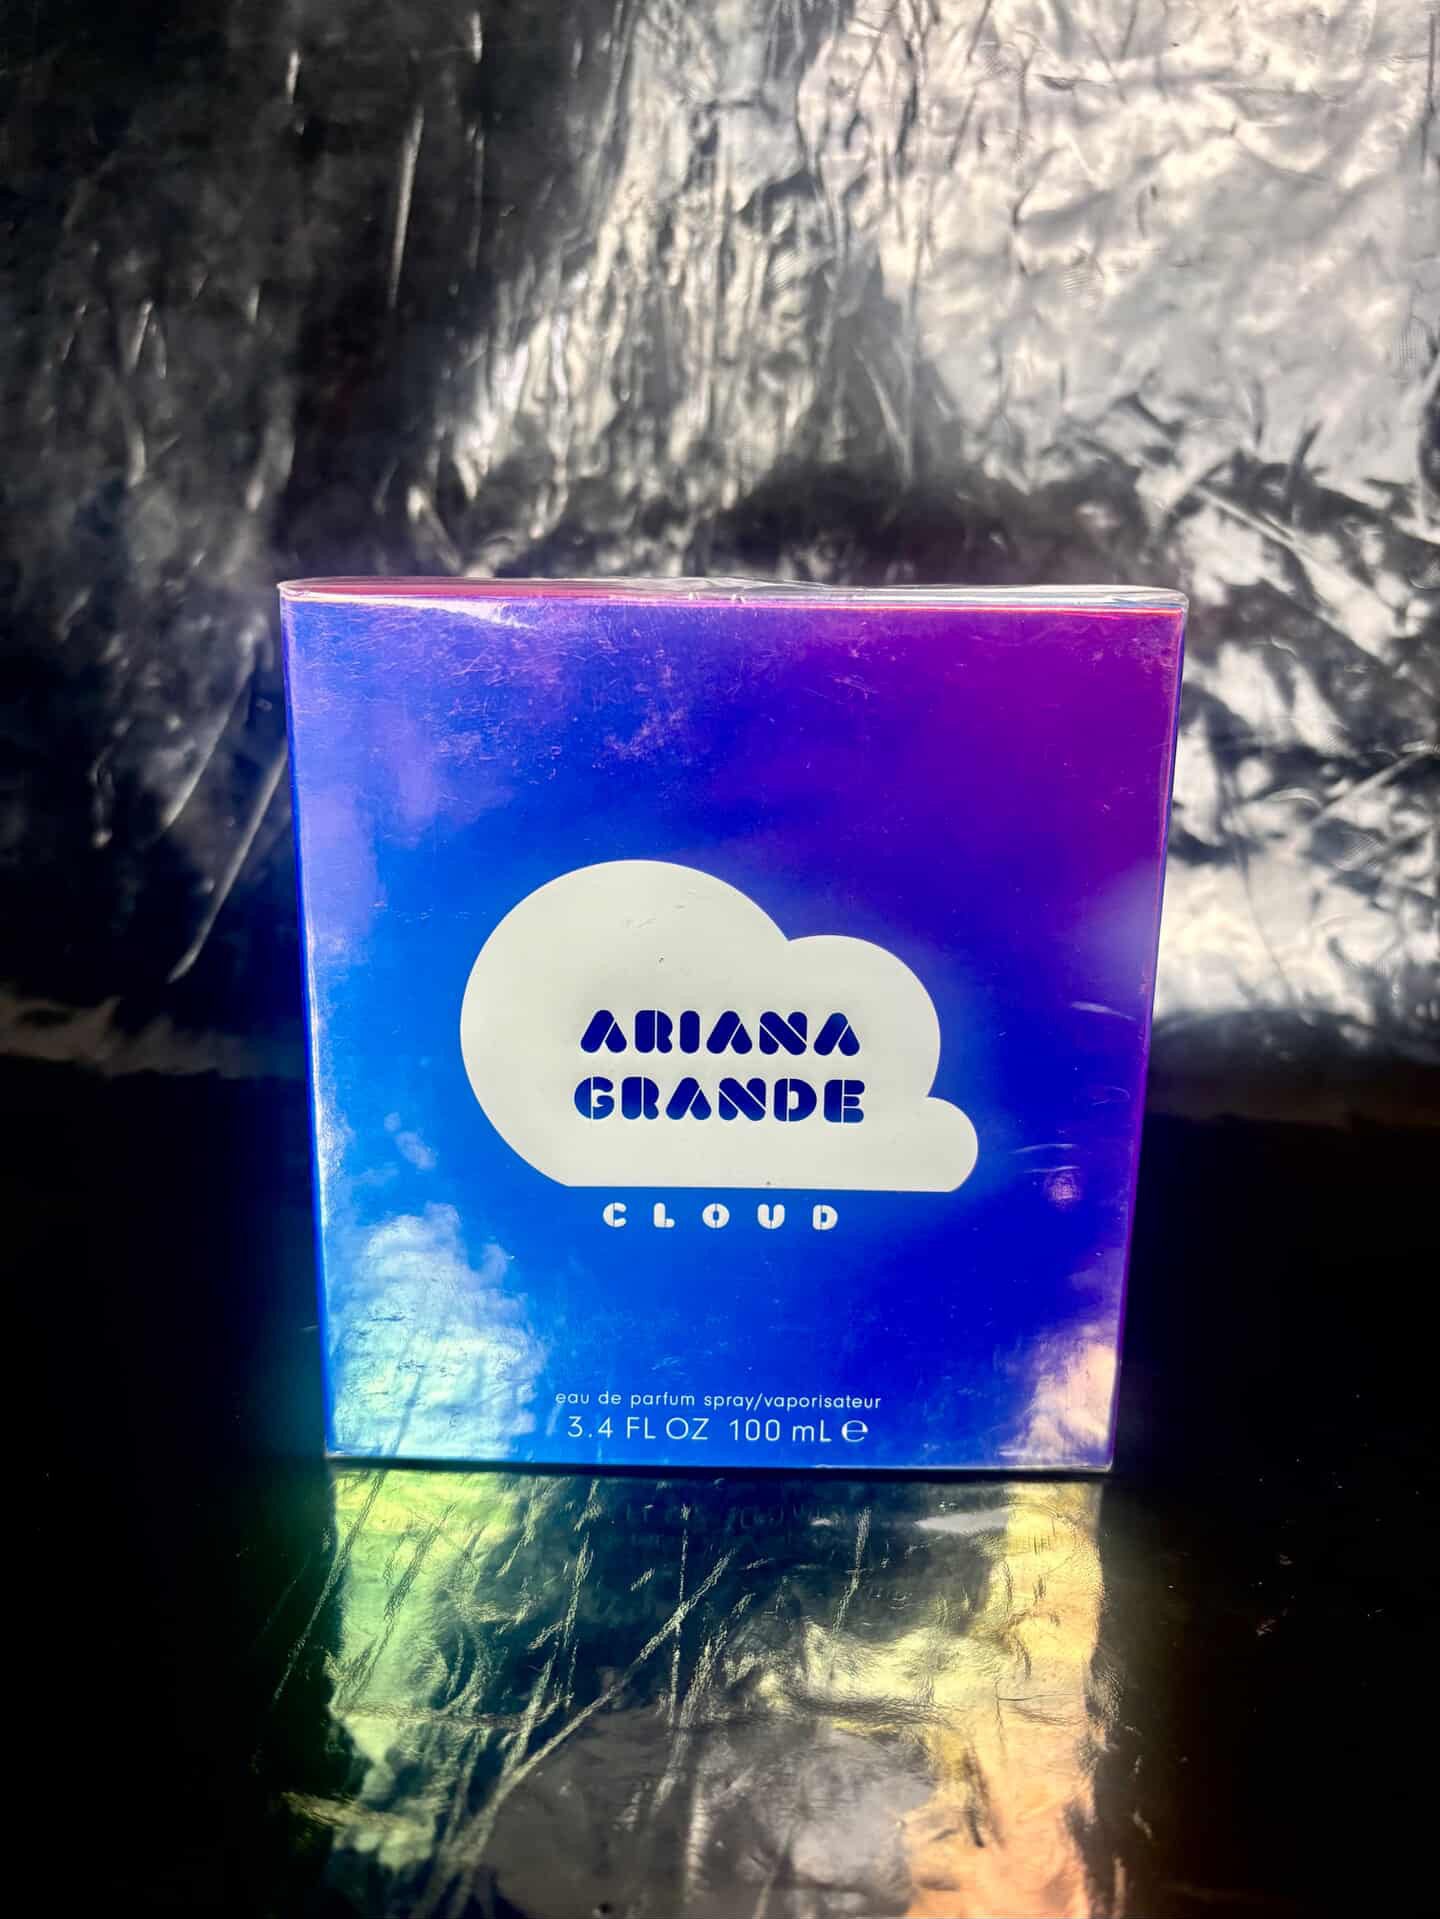 ARIANA
GRANDE
CLOUD
eau de parfum spray/vaporisateur
3.4 FL OZ 100 mL ℮